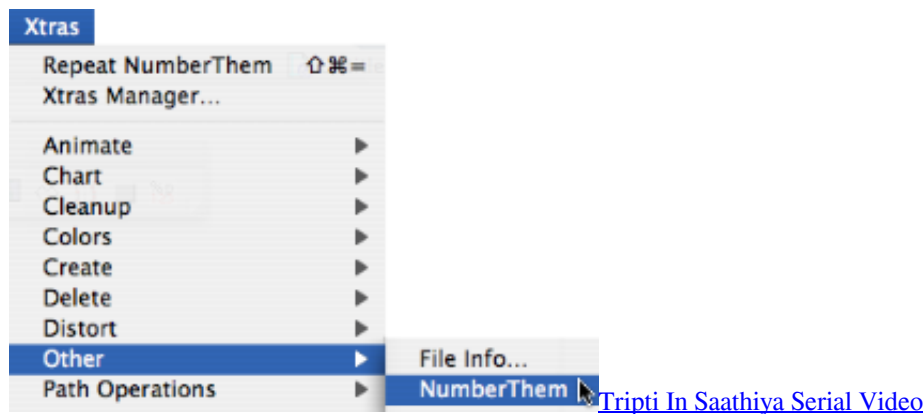 Xtras
Repeat NumberThem ⇧⌘=
Xtras Manager...
Animate
Chart
Cleanup
Colors
Create
Delete
Distort
Other
File Info...
Path Operations
NumberThem
Tripti In Saathiya Serial Video